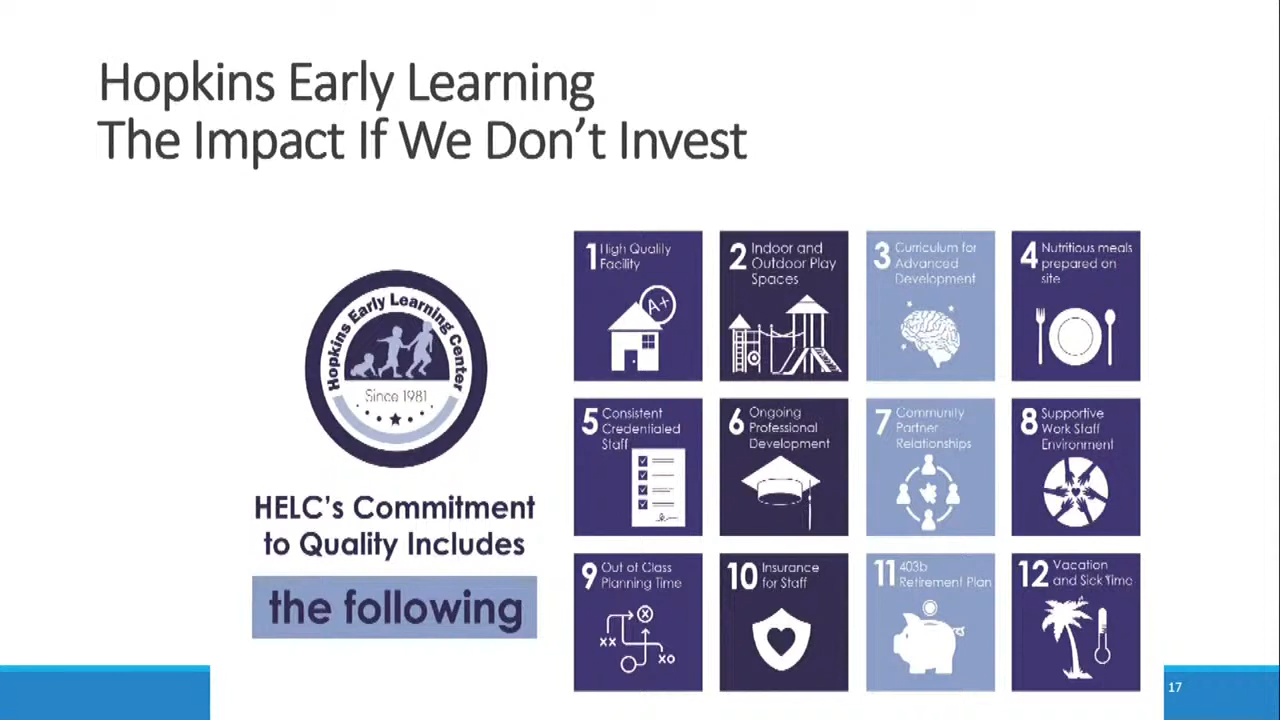 Hopkins Early Learning
The Impact If We Don't Invest
Hopkins Early Learning Center
Since 1981
HELC's Commitment
to Quality Includes
the following
1 High Quality
Facility
A+
2 Indoor and
Outdoor Play
Spaces
3 Curriculum for
Advanced
Development
4 Nutritious meals
prepared on
site
5 Consistent
Credentialed
Staff
6 Ongoing
Professional
Development
7 Community
Partner
Relationships
8 Supportive
Work Staff
Environment
9 Out of Class
Planning Time
X
XX
XO
10 Insurance
for Staff
11 403b
Retirement Plan
12 Vacation
and Sick Time
17